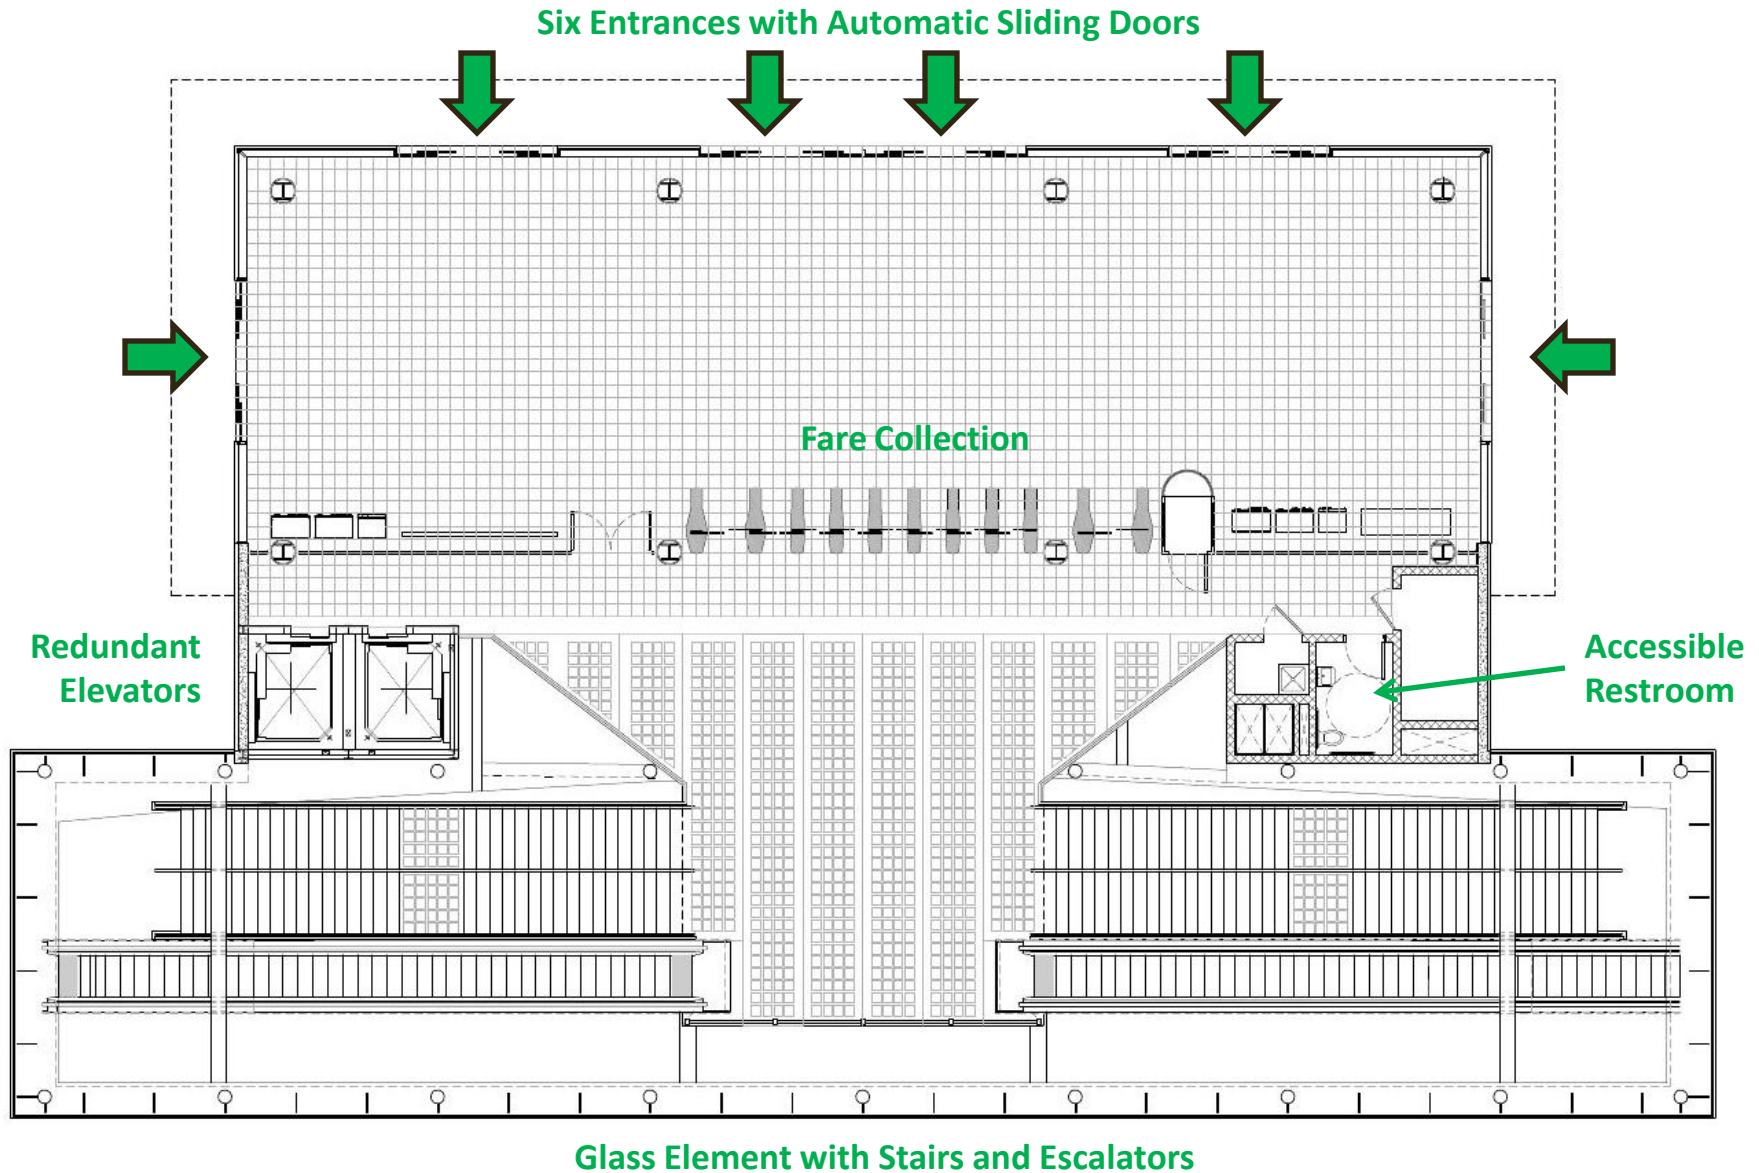 Six Entrances with Automatic Sliding Doors
Fare Collection
Redundant
Elevators
Accessible
Restroom
Glass Element with Stairs and Escalators